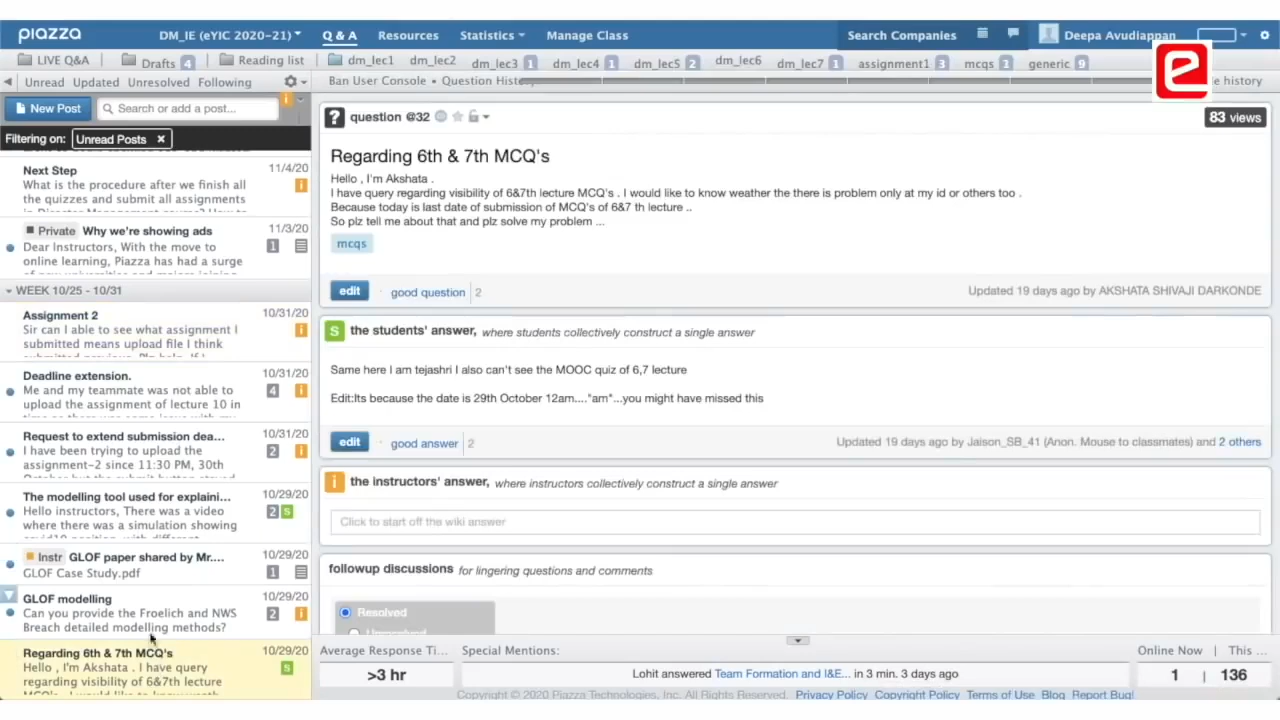 piazza DM_IE (eYIC 2020-21) Q & A Resources Statistics Manage Class Search Companies Deepa Avudiappan
LIVE Q&A Drafts 4 Reading list dm_lec1 dm_lec2 dm_lec3 1 dm_lec4 1 dm_lec5 2 dm_lec6 dm_lec7 1 assignment1 3 mcqs 1 generic 9
Unread Updated Unresolved Following Ban User Console • Question history
New Post Search or add a post...
Filtering on: Unread Posts x
Next Step 11/4/20
What is the procedure after we finish all i
the quizzes and submit all assignments
Private Why we're showing ads 11/3/20
Dear Instructors, With the move to 1
online learning, Piazza has had a surge
WEEK 10/25 - 10/31
Assignment 2 10/31/20
Sir can I able to see what assignment I i
submitted means upload file I think
Deadline extension. 10/31/20
Me and my teammate was not able to 4 i
upload the assignment of lecture 10 in
Request to extend submission dea... 10/31/20
I have been trying to upload the 2 i
assignment-2 since 11:30 PM, 30th
The modelling tool used for explaini... 10/29/20
Hello instructors, There was a video 2 S
where there was a simulation showing
Instr GLOF paper shared by Mr.... 10/29/20
GLOF Case Study.pdf 1
GLOF modelling 10/29/20
Can you provide the Froelich and NWS 2 i
Breach detailed modelling methods?
Regarding 6th & 7th MCQ's 10/29/20
Hello , I'm Akshata . I have query S
regarding visibility of 6&7th lecture
e
? question @32 83 views
Regarding 6th & 7th MCQ's
Hello , I'm Akshata .
I have query regarding visibility of 6&7th lecture MCQ's . I would like to know weather the there is problem only at my id or others too .
Because today is last date of submission of MCQ's of 6&7 th lecture ..
So plz tell me about that and plz solve my problem ...
mcqs
edit · good question 2 Updated 19 days ago by AKSHATA SHIVAJI DARKONDE
S the students' answer, where students collectively construct a single answer
Same here I am tejashri I also can't see the MOOC quiz of 6,7 lecture
Edit:Its because the date is 29th October 12am...."am"...you might have missed this
edit · good answer 2 Updated 19 days ago by Jaison_SB_41 (Anon. Mouse to classmates) and 2 others
i the instructors' answer, where instructors collectively construct a single answer
Click to start off the wiki answer
followup discussions for lingering questions and comments
Resolved
Average Response Ti... Special Mentions: Online Now | This ...
>3 hr Lohit answered Team Formation and I&E... in 3 min. 3 days ago 1 | 136
Copyright © 2020 Piazza Technologies, Inc. All Rights Reserved. Privacy Policy Copyright Policy Terms of Use Blog Report Bug!